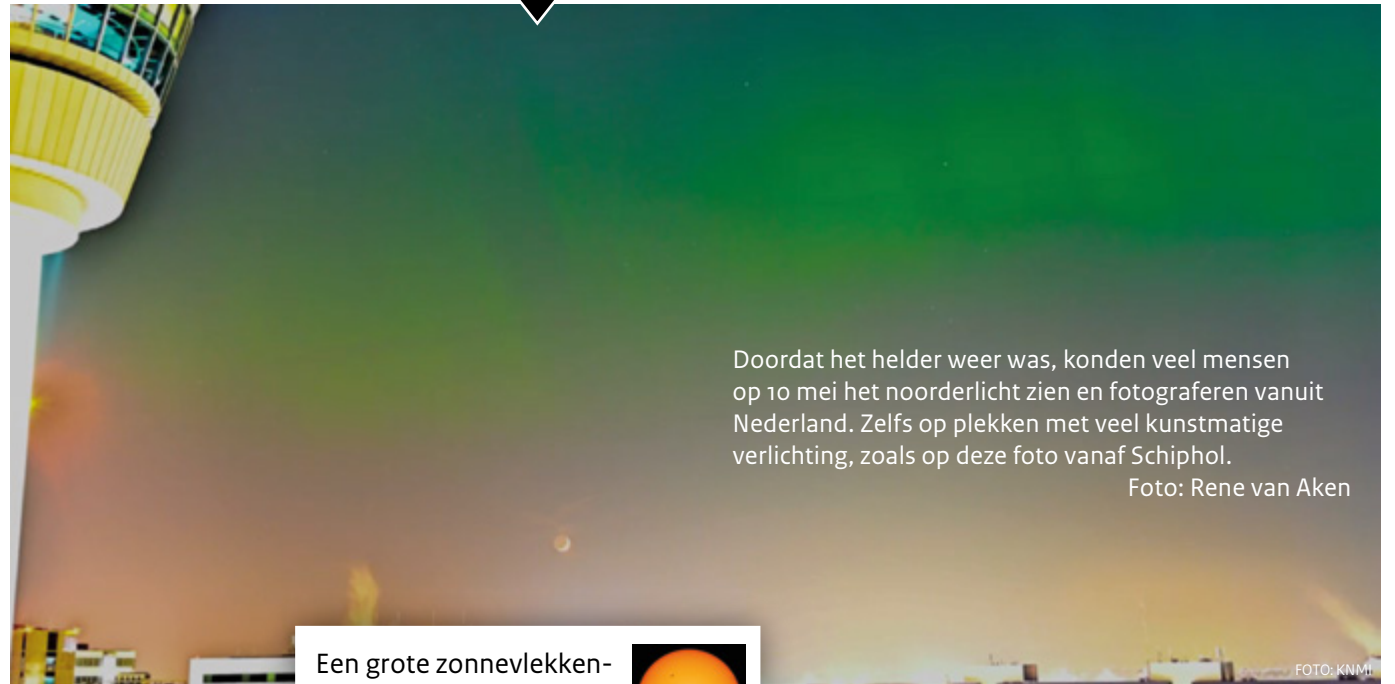 Doordat het helder weer was, konden veel mensen
op 10 mei het noorderlicht zien en fotograferen vanuit
Nederland. Zelfs op plekken met veel kunstmatige
verlichting, zoals op deze foto vanaf Schiphol.
Foto: Rene van Aken
Een grote zonnevlekken-
FOTO: KNMI